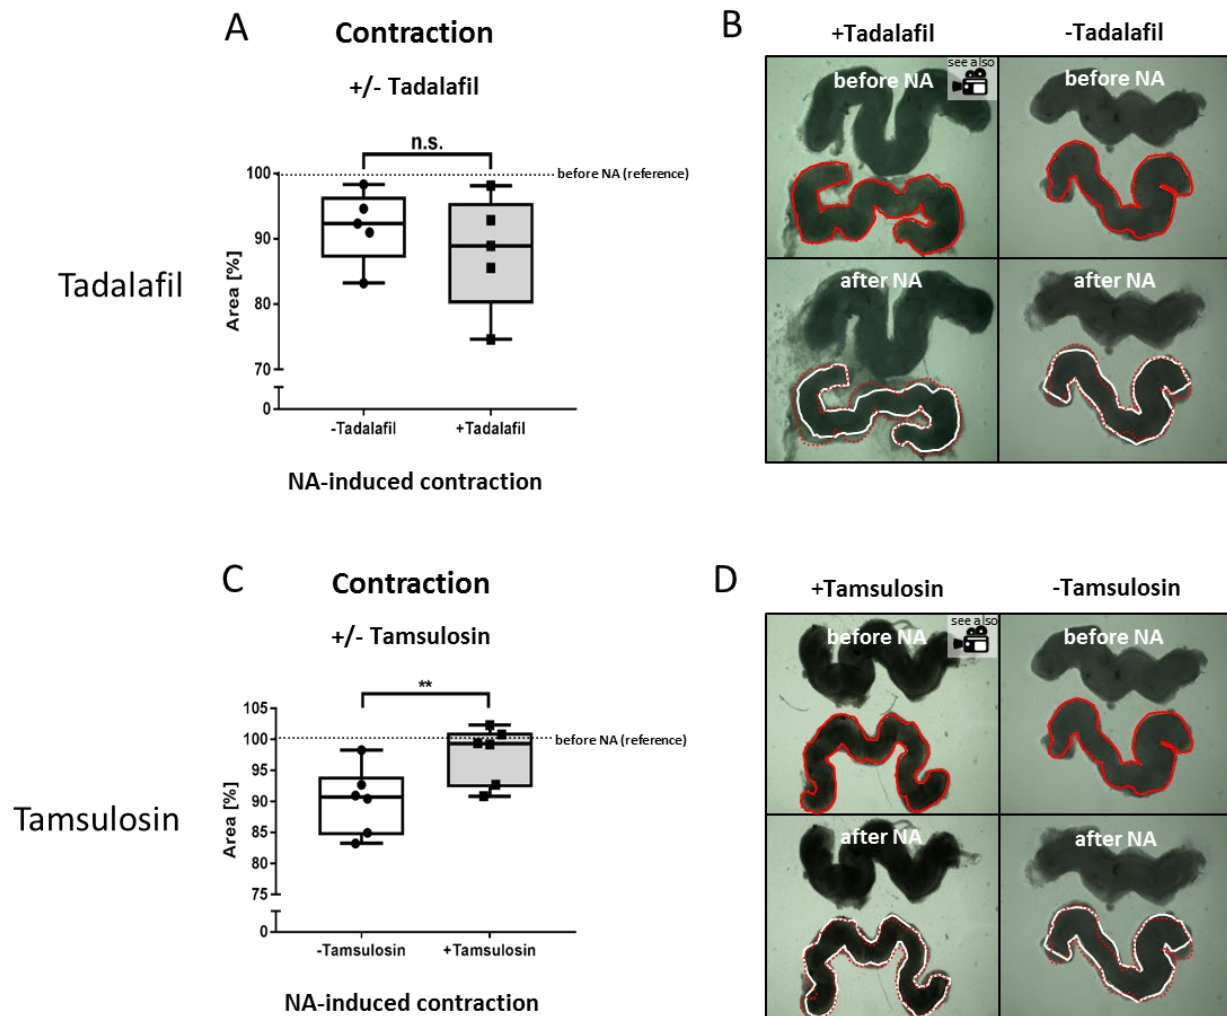 A
Contraction
+/- Tadalafil
n.s.
before NA (reference)
100
90
80
70
0
Area [%]
-Tadalafil
+Tadalafil
NA-induced contraction
Tadalafil
B
+Tadalafil
-Tadalafil
see also
before NA
before NA
after NA
after NA
C
Contraction
+/- Tamsulosin
**
before NA (reference)
105
100
95
90
85
80
75
0
Area [%]
-Tamsulosin
+Tamsulosin
NA-induced contraction
Tamsulosin
D
+Tamsulosin
-Tamsulosin
see also
before NA
before NA
after NA
after NA